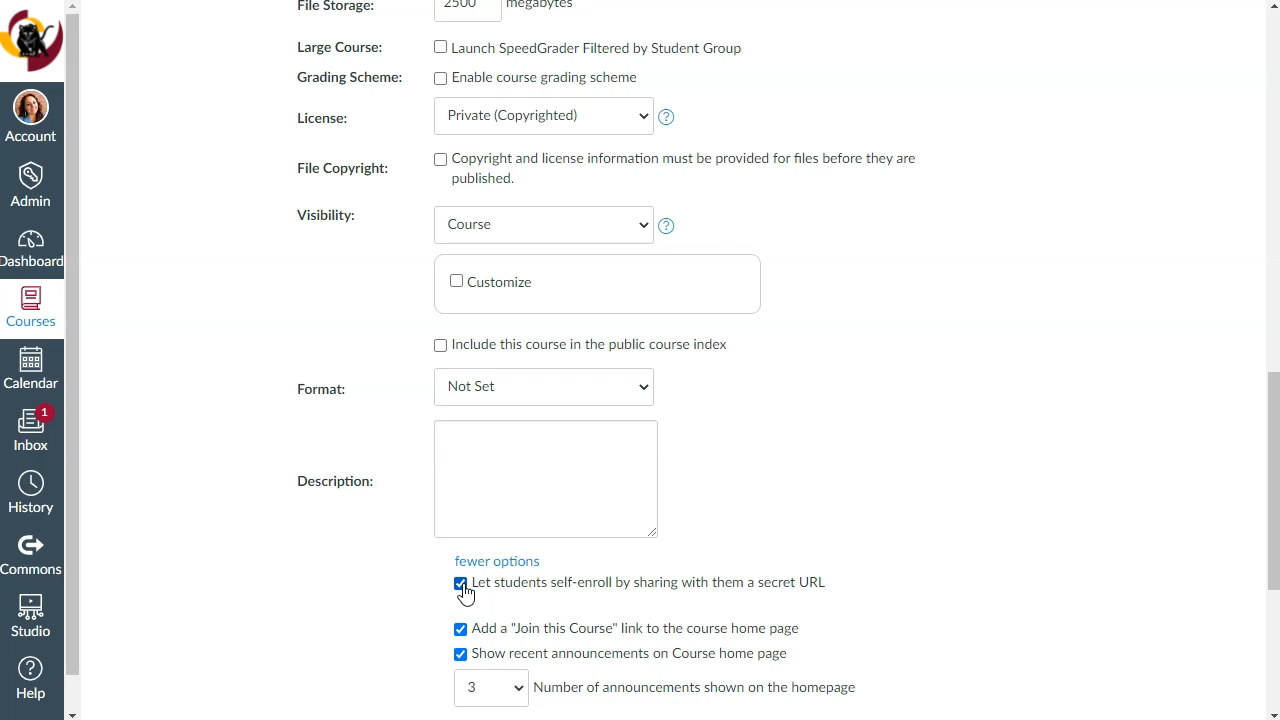 File Storage: 2500 megabytes
Large Course: Launch SpeedGrader Filtered by Student Group
Grading Scheme: Enable course grading scheme
License: Private (Copyrighted) ?
File Copyright: Copyright and license information must be provided for files before they are
published.
Visibility: Course ?
Customize
Include this course in the public course index
Format: Not Set
Description:
fewer options
Let students self-enroll by sharing with them a secret URL
Add a "Join this Course" link to the course home page
Show recent announcements on Course home page
3 Number of announcements shown on the homepage
Account
Admin
Dashboard
Courses
Calendar
1
Inbox
History
Commons
Studio
?
Help